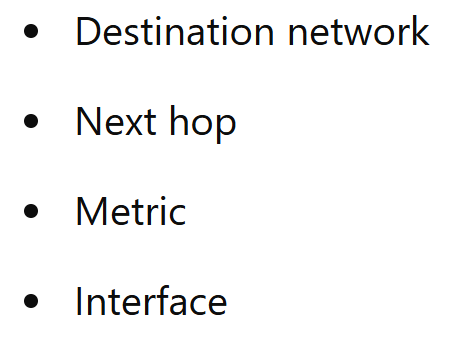 • Destination network
• Next hop
• Metric
• Interface